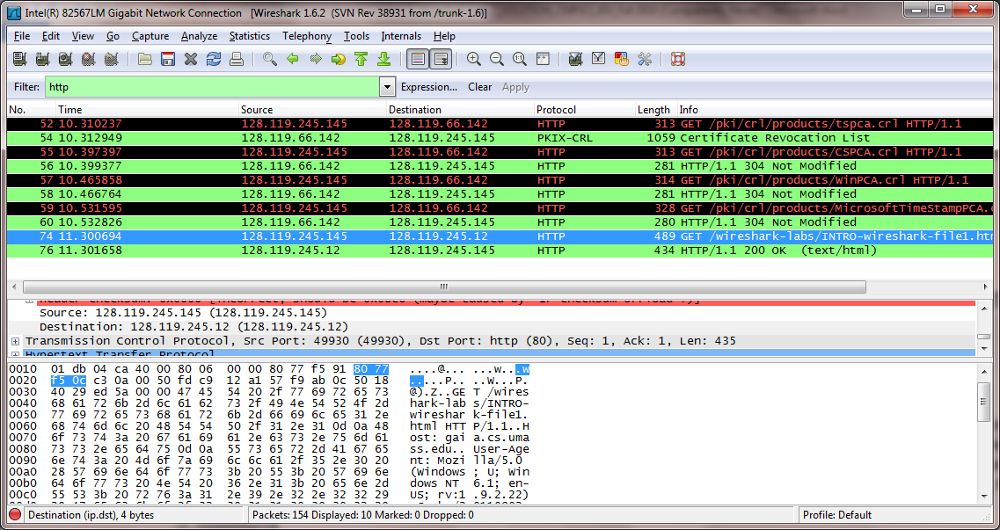 Intel(R) 82567LM Gigabit Network Connection [Wireshark 1.6.2 (SVN Rev 38931 from /trunk-1.6)]
File Edit View Go Capture Analyze Statistics Telephony Tools Internals Help
Filter: http Expression... Clear Apply
No. Time Source Destination Protocol Length Info
52 10.310237 128.119.245.145 128.119.66.142 HTTP 313 GET /pki/crl/products/tspca.crl HTTP/1.1
54 10.312949 128.119.66.142 128.119.245.145 PKIX-CRL 1059 Certificate Revocation List
55 10.397397 128.119.245.145 128.119.66.142 HTTP 313 GET /pki/crl/products/CSPCA.crl HTTP/1.1
56 10.399377 128.119.66.142 128.119.245.145 HTTP 281 HTTP/1.1 304 Not Modified
57 10.465858 128.119.245.145 128.119.66.142 HTTP 314 GET /pki/crl/products/WinPCA.crl HTTP/1.1
58 10.466764 128.119.66.142 128.119.245.145 HTTP 281 HTTP/1.1 304 Not Modified
59 10.531595 128.119.245.145 128.119.66.142 HTTP 328 GET /pki/crl/products/MicrosoftTimeStampPCA.c
60 10.532826 128.119.66.142 128.119.245.145 HTTP 280 HTTP/1.1 304 Not Modified
74 11.300694 128.119.245.145 128.119.245.12 HTTP 489 GET /wireshark-labs/INTRO-wireshark-file1.htm
76 11.301658 128.119.245.12 128.119.245.145 HTTP 434 HTTP/1.1 200 OK (text/html)
Source: 128.119.245.145 (128.119.245.145)
Destination: 128.119.245.12 (128.119.245.12)
Transmission Control Protocol, Src Port: 49930 (49930), Dst Port: http (80), Seq: 1, Ack: 1, Len: 435
Hypertext Transfer Protocol
0010 01 db 04 ca 40 00 80 06 00 00 80 77 f5 91 80 77 ....@... ...w...w
0020 f5 0c c3 0a 00 50 fd c9 12 a1 57 f9 ab 0c 50 18 .....P.. ..W...P.
0030 40 29 ed 5a 00 00 47 45 54 20 2f 77 69 72 65 73 @).Z..GE T /wires
0040 68 61 72 6b 2d 6c 61 62 73 2f 49 4e 54 52 4f 2d hark-lab s/INTRO-
0050 77 69 72 65 73 68 61 72 6b 2d 66 69 6c 65 31 2e wireshar k-file1.
0060 68 74 6d 6c 20 48 54 54 50 2f 31 2e 31 0d 0a 48 html HTT P/1.1..H
0070 6f 73 74 3a 20 67 61 69 61 2e 63 73 2e 75 6d 61 ost: gai a.cs.uma
0080 73 73 2e 65 64 75 0d 0a 55 73 65 72 2d 41 67 65 ss.edu.. User-Age
0090 6e 74 3a 20 4d 6f 7a 69 6c 6c 61 2f 35 2e 30 20 nt: Mozi lla/5.0
00a0 28 57 69 6e 64 6f 77 73 3b 20 55 3b 20 57 69 6e (Windows ; U; Win
00b0 64 6f 77 73 20 4e 54 20 36 2e 31 3b 20 65 6e 2d dows NT 6.1; en-
00c0 55 53 3b 20 72 76 3a 31 2e 39 2e 32 2e 32 32 29 US; rv:1 .9.2.22)
Destination (ip.dst), 4 bytes Packets: 154 Displayed: 10 Marked: 0 Dropped: 0 Profile: Default